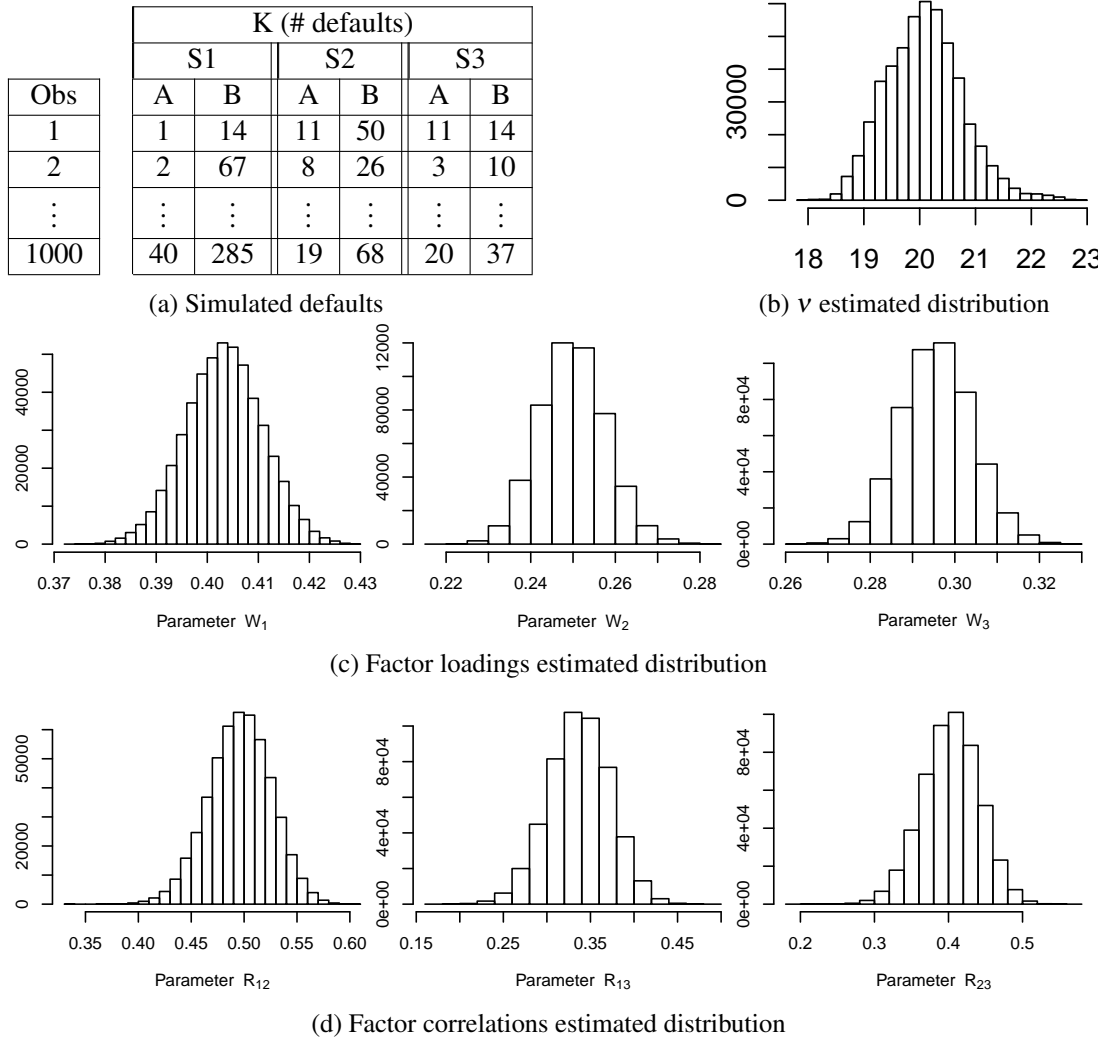 K (# defaults)
S1 S2 S3
Obs A B A B A B
1 1 14 11 50 11 14
2 2 67 8 26 3 10
⋮ ⋮ ⋮ ⋮ ⋮ ⋮ ⋮
1000 40 285 19 68 20 37
(a) Simulated defaults
0 30000
18 19 20 21 22 23
(b) ν estimated distribution
0 20000 40000
0.37 0.38 0.39 0.40 0.41 0.42 0.43
Parameter W1
0 40000 80000 12000
0.22 0.24 0.26 0.28
Parameter W2
0e+00 4e+04 8e+04
0.26 0.28 0.30 0.32
Parameter W3
(c) Factor loadings estimated distribution
0 20000 50000
0.35 0.40 0.45 0.50 0.55 0.60
Parameter R12
0e+00 4e+04 8e+04
0.15 0.25 0.35 0.45
Parameter R13
0e+00 4e+04 8e+04
0.2 0.3 0.4 0.5
Parameter R23
(d) Factor correlations estimated distribution